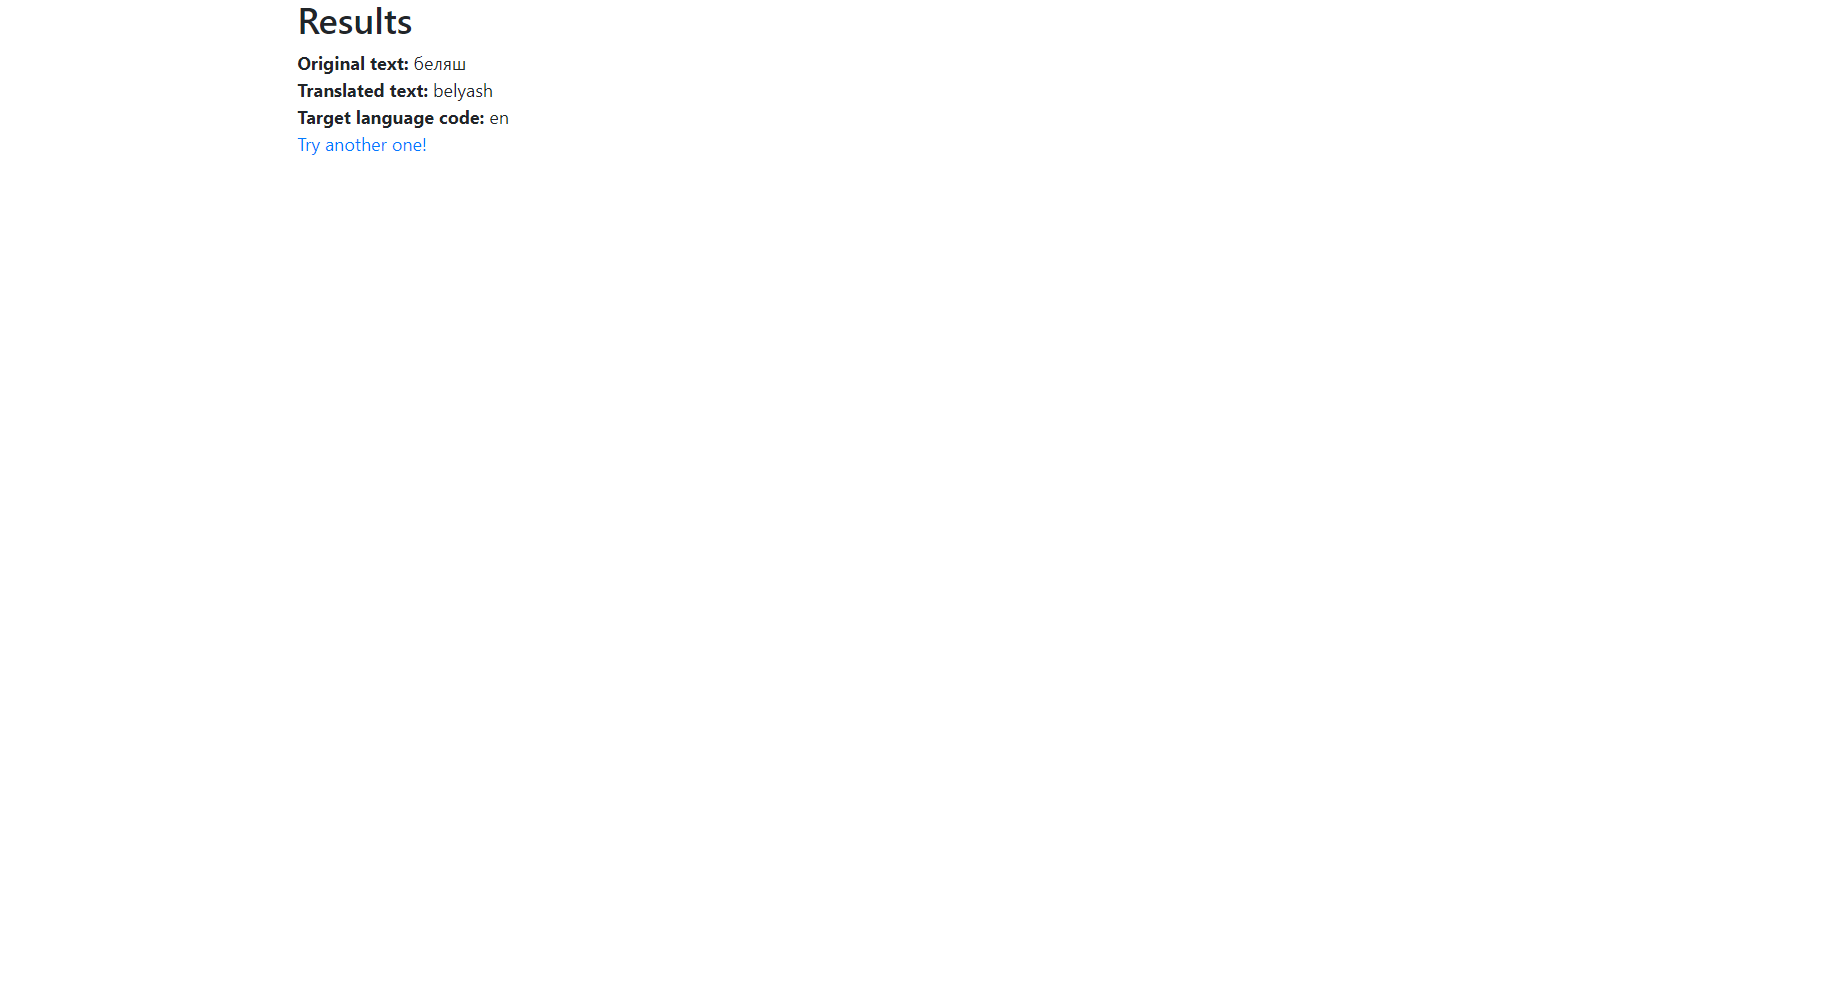 Results
Original text: беляш
Translated text: belyash
Target language code: en
Try another one!